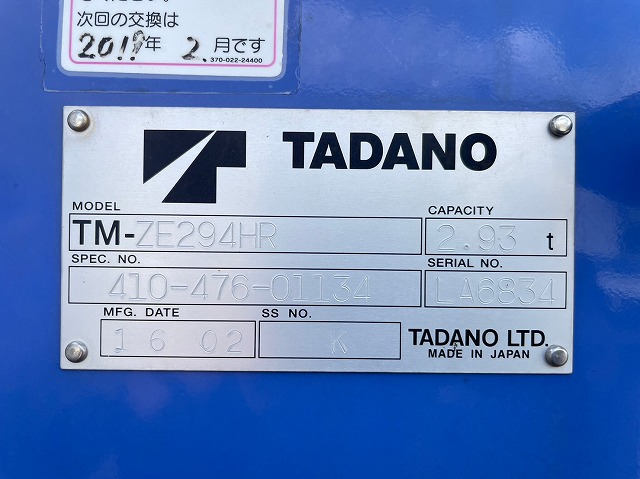 次回の交換は
2019年 2.月です
370-022-24400
TADANO
MODEL
TM-ZE294HR
CAPACITY
2.93 t
SPEC. NO.
410-476-01134
SERIAL NO.
LA6834
MFG. DATE
16 02
SS NO.
K
TADANO LTD.
MADE IN JAPAN